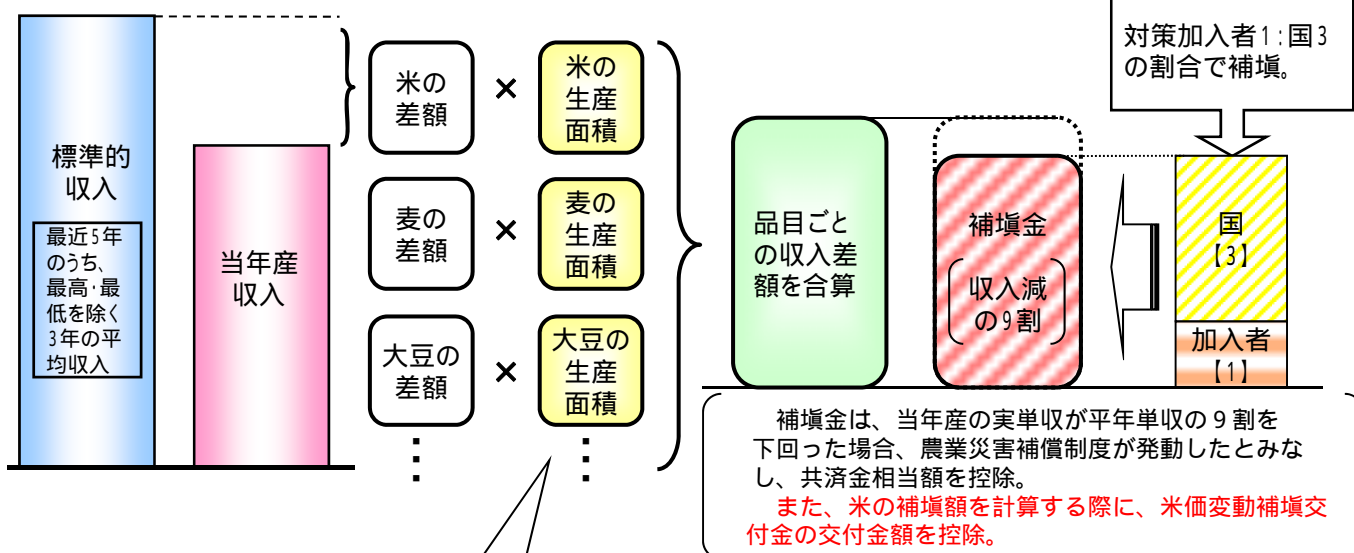 標準的
収入
最近5年
のうち、
最高･最
低を除く
3年の平
均収入
当年産
収入
米の
差額
×
米の
生産
面積
麦の
差額
×
麦の
生産
面積
大豆の
差額
×
大豆の
生産
面積
品目ごと
の収入差
額を合算
補塡金
収入減
の9割
対策加入者1:国3
の割合で補塡。
国
【3】
加入者
【1】
補塡金は、当年産の実単収が平年単収の９割を
下回った場合、農業災害補償制度が発動したとみな
し、共済金相当額を控除。
また、米の補塡額を計算する際に、米価変動補塡交
付金の交付金額を控除。